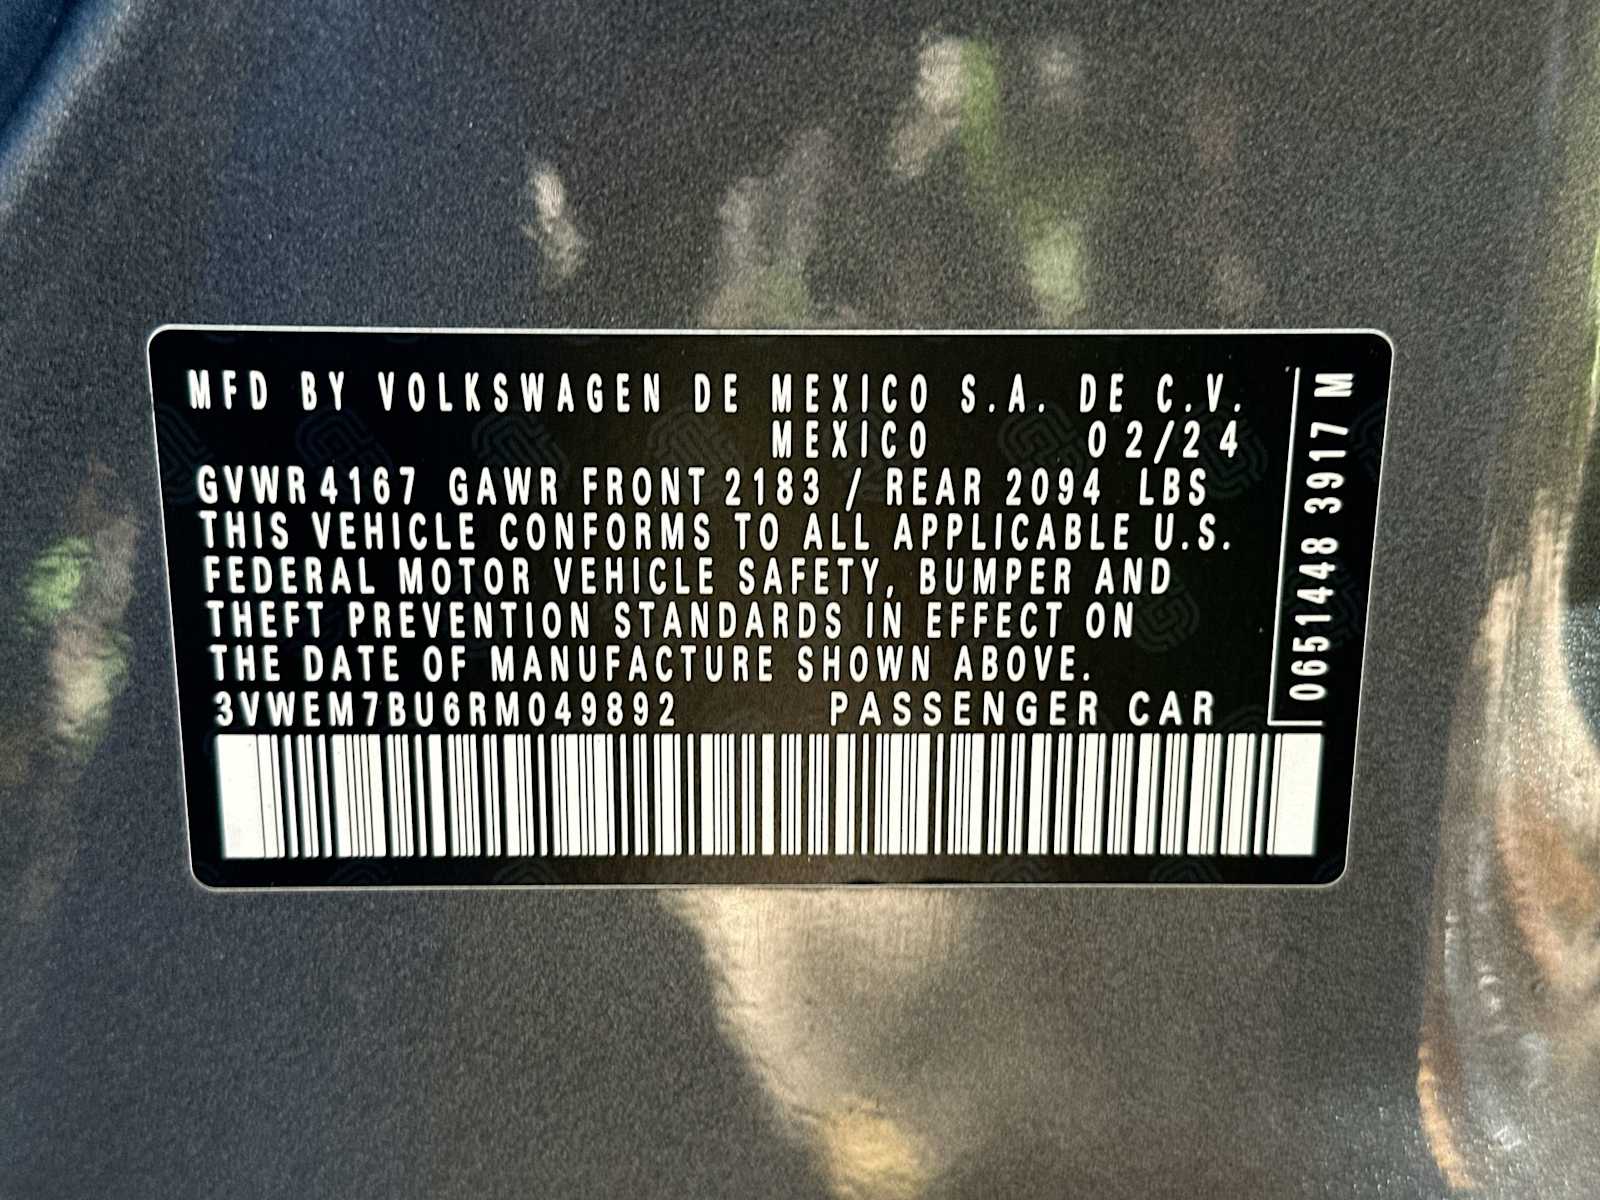 MFD BY VOLKSWAGEN DE MEXICO S.A. DE C.V.
MEXICO 02/24
GVWR 4167 GAWR FRONT 2183 / REAR 2094 LBS
THIS VEHICLE CONFORMS TO ALL APPLICABLE U.S.
FEDERAL MOTOR VEHICLE SAFETY, BUMPER AND
THEFT PREVENTION STANDARDS IN EFFECT ON
THE DATE OF MANUFACTURE SHOWN ABOVE.
3VWEM7BU6RM049892 PASSENGER CAR
0651448 3917 M